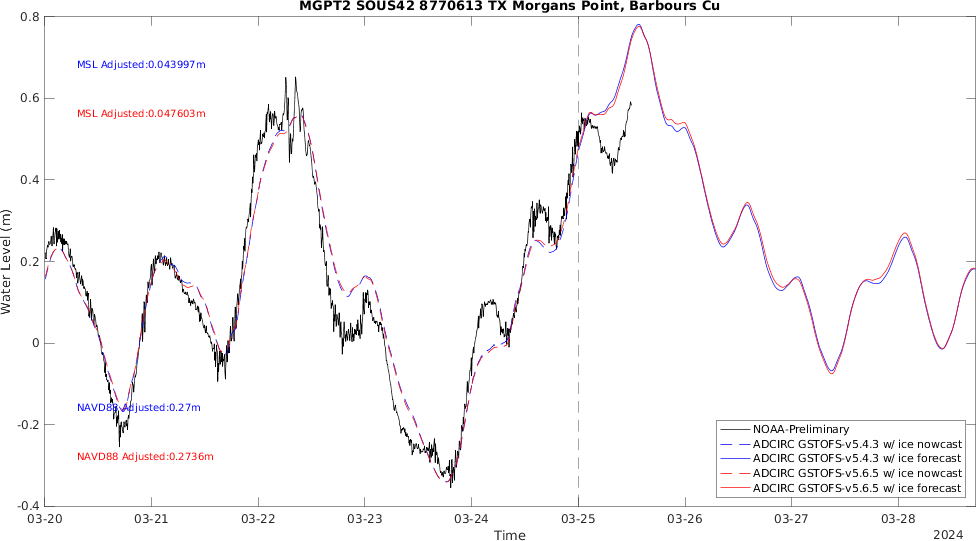 MGPT2 SOUS42 8770613 TX Morgans Point, Barbours Cu
0.8
0.6
0.4
0.2
0
-0.2
-0.4
Water Level (m)
MSL Adjusted:0.043997m
MSL Adjusted:0.047603m
NAVD88 Adjusted:0.27m
NAVD88 Adjusted:0.2736m
NOAA-Preliminary
ADCIRC GSTOFS-v5.4.3 w/ ice nowcast
ADCIRC GSTOFS-v5.4.3 w/ ice forecast
ADCIRC GSTOFS-v5.6.5 w/ ice nowcast
ADCIRC GSTOFS-v5.6.5 w/ ice forecast
03-20 03-21 03-22 03-23 03-24 03-25 03-26 03-27 03-28
Time
2024